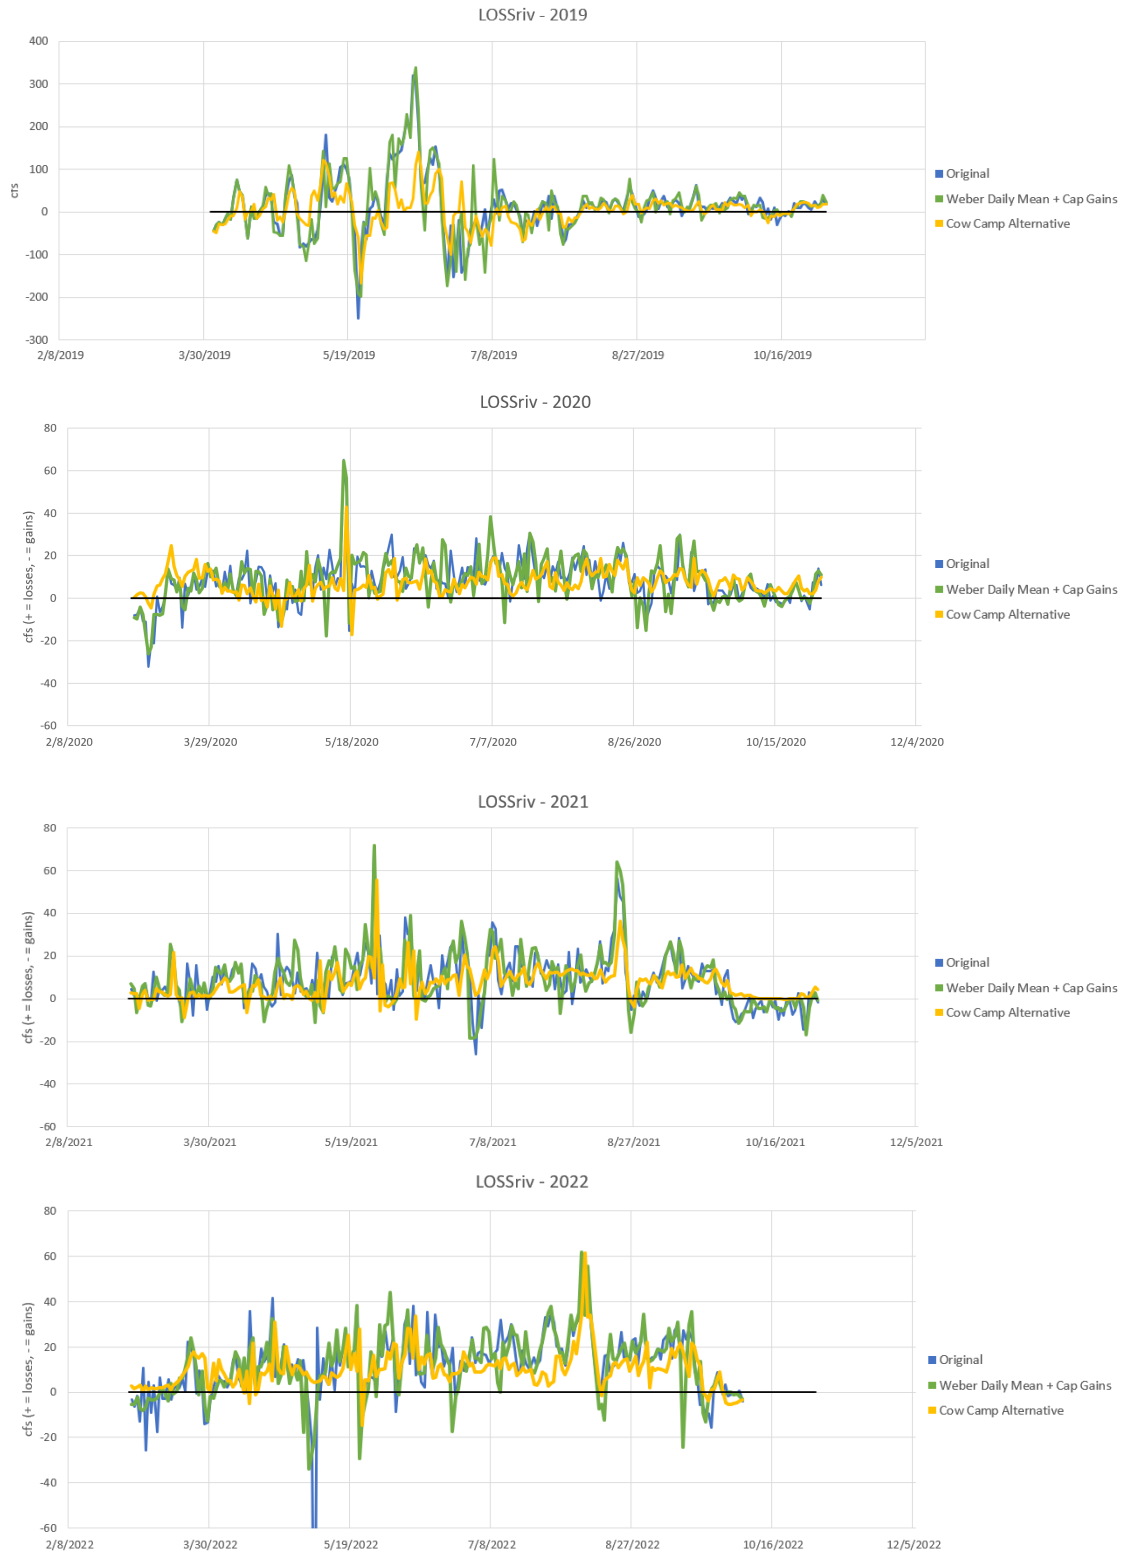 LOSSriv - 2019
cfs
400
300
200
100
0
-100
-200
-300
2/8/2019 3/30/2019 5/19/2019 7/8/2019 8/27/2019 10/16/2019
Original
Weber Daily Mean + Cap Gains
Cow Camp Alternative
LOSSriv - 2020
cfs (+ = losses, - = gains)
80
60
40
20
0
-20
-40
-60
2/8/2020 3/29/2020 5/18/2020 7/7/2020 8/26/2020 10/15/2020 12/4/2020
Original
Weber Daily Mean + Cap Gains
Cow Camp Alternative
LOSSriv - 2021
cfs (+ = losses, - = gains)
80
60
40
20
0
-20
-40
-60
2/8/2021 3/30/2021 5/19/2021 7/8/2021 8/27/2021 10/16/2021 12/5/2021
Original
Weber Daily Mean + Cap Gains
Cow Camp Alternative
LOSSriv - 2022
cfs (+ = losses, - = gains)
80
60
40
20
0
-20
-40
-60
2/8/2022 3/30/2022 5/19/2022 7/8/2022 8/27/2022 10/16/2022 12/5/2022
Original
Weber Daily Mean + Cap Gains
Cow Camp Alternative